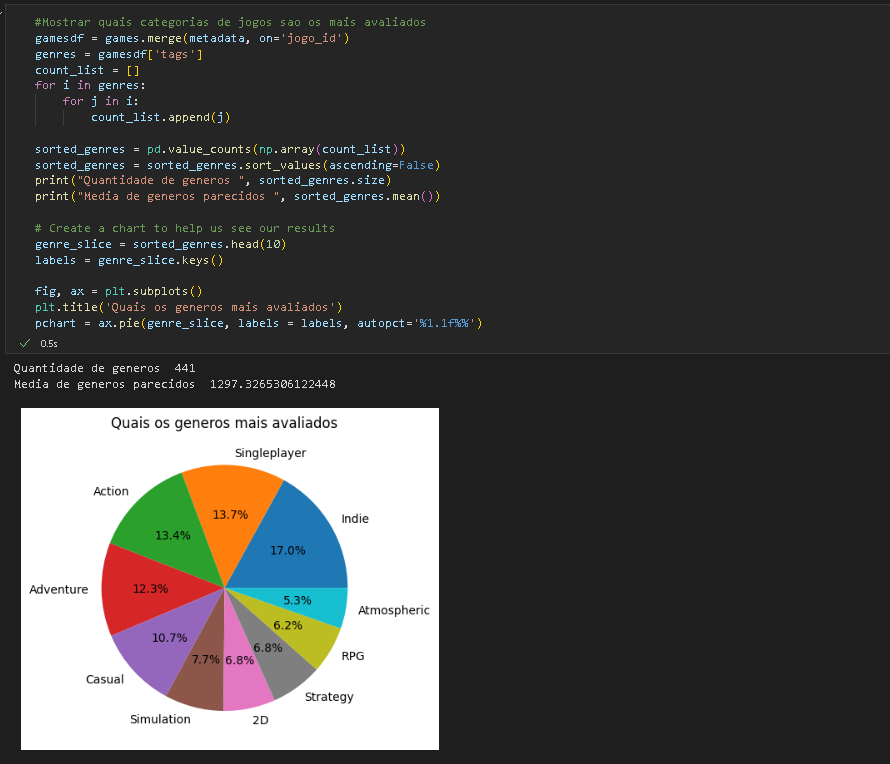 #Mostrar quais categorias de jogos sao os mais avaliados
gamesdf = games.merge(metadata, on='jogo_id')
genres = gamesdf['tags']
count_list = []
for i in genres:
    for j in i:
        count_list.append(j)

sorted_genres = pd.value_counts(np.array(count_list))
sorted_genres = sorted_genres.sort_values(ascending=False)
print("Quantidade de generos ", sorted_genres.size)
print("Media de generos parecidos ", sorted_genres.mean())

# Create a chart to help us see our results
genre_slice = sorted_genres.head(10)
labels = genre_slice.keys()

fig, ax = plt.subplots()
plt.title('Quais os generos mais avaliados')
pchart = ax.pie(genre_slice, labels = labels, autopct='%1.1f%%')
0.5s
Quantidade de generos  441
Media de generos parecidos  1297.3265306122448
Quais os generos mais avaliados
Singleplayer
Action
Indie
13.7%
13.4%
17.0%
Adventure
12.3%
5.3%
Atmospheric
6.2%
10.7%
6.8%
RPG
7.7%
6.8%
Casual
Strategy
Simulation
2D